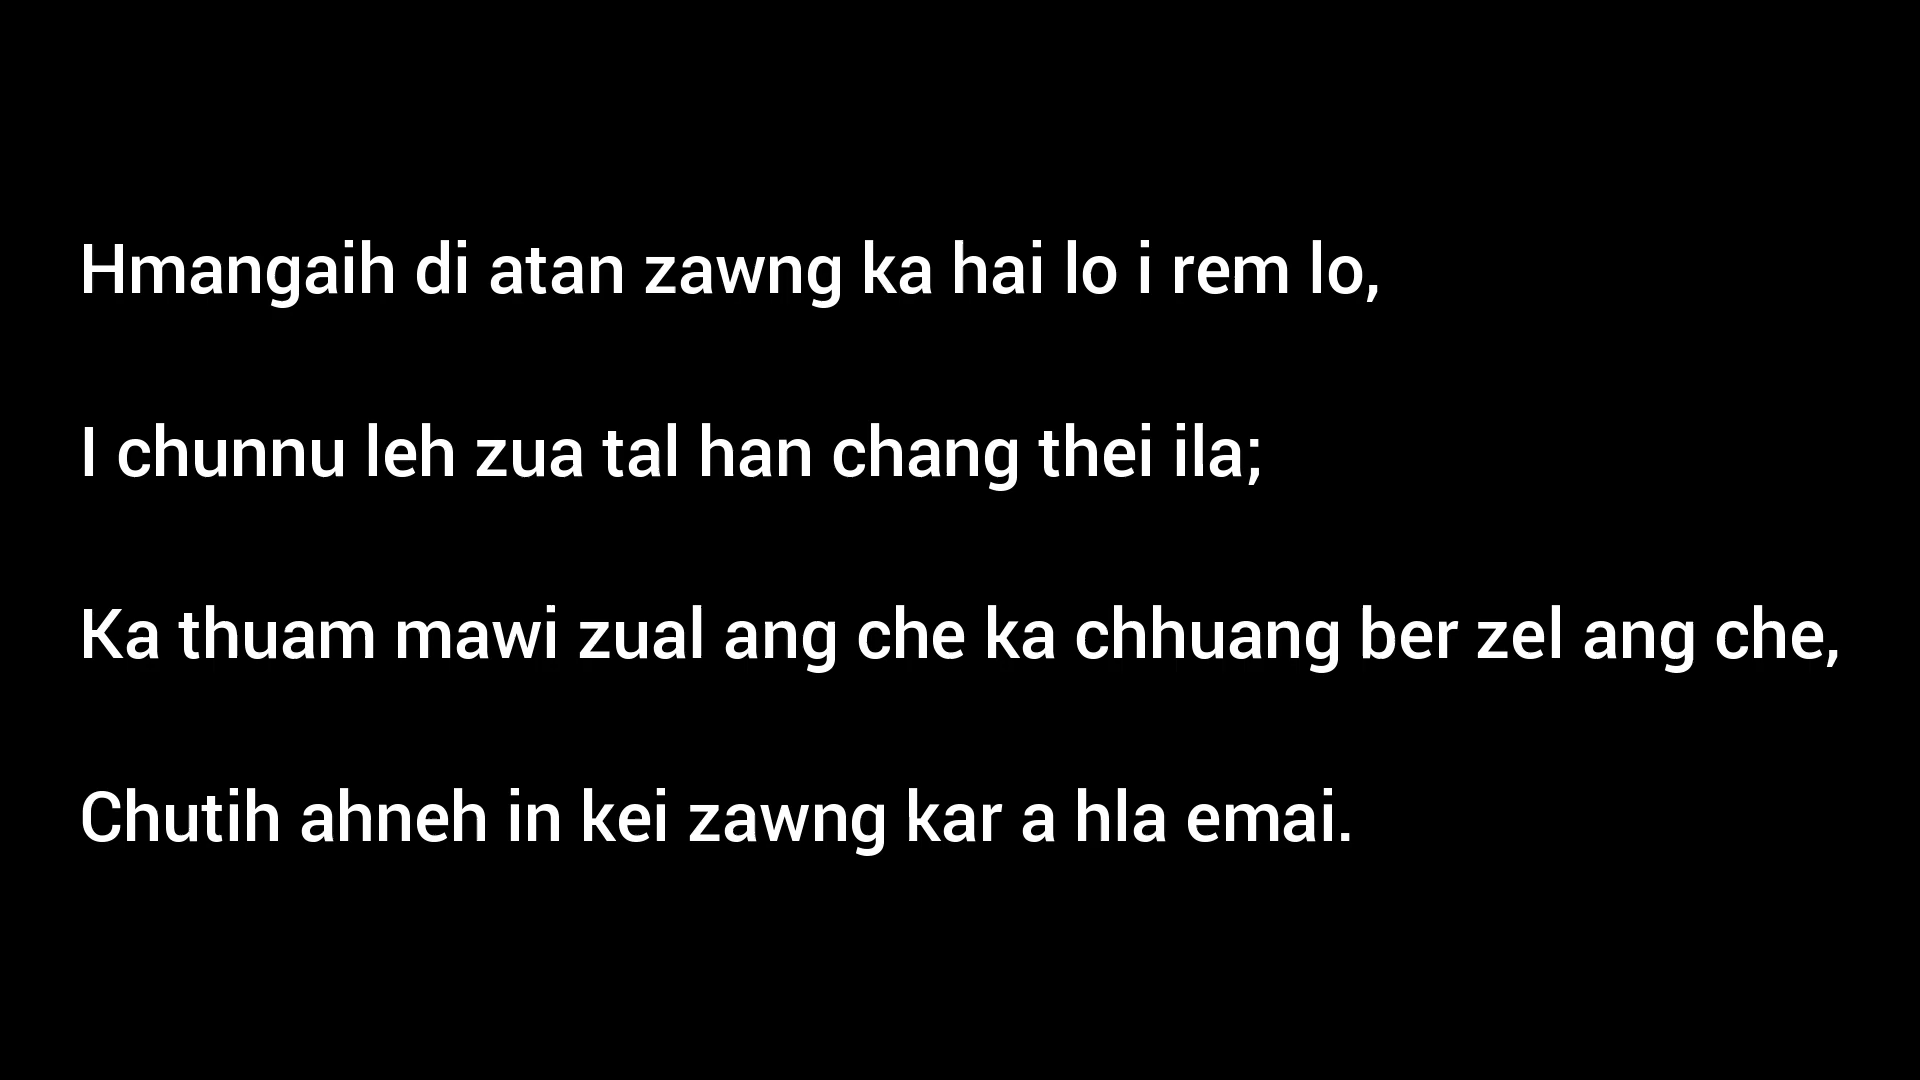 Hmangaih di atan zawng ka hai lo i rem lo,
I chunnu leh zua tal han chang thei ila;
Ka thuam mawi zual ang che ka chhuang ber zel ang che,
Chutih ahneh in kei zawng kar a hla emai.